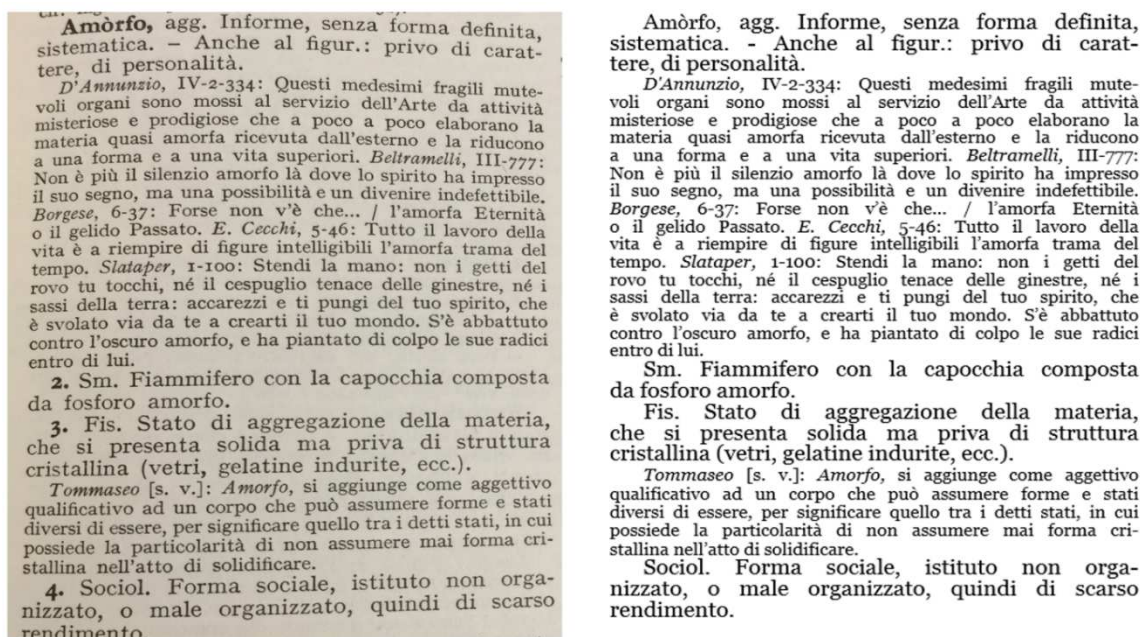 Amòrfo, agg. Informe, senza forma definita,
sistematica. – Anche al figur.: privo di carat-
tere, di personalità.
D'Annunzio, IV-2-334: Questi medesimi fragili mute-
voli organi sono mossi al servizio dell'Arte da attività
misteriose e prodigiose che a poco a poco elaborano la
materia quasi amorfa ricevuta dall'esterno e la riducono
a una forma e a una vita superiori. Beltramelli, III-777:
Non è più il silenzio amorfo là dove lo spirito ha impresso
il suo segno, ma una possibilità e un divenire indefettibile.
Borgese, 6-37: Forse non v'è che... / l'amorfa Eternità
o il gelido Passato. E. Cecchi, 5-46: Tutto il lavoro della
vita è a riempire di figure intelligibili l'amorfa trama del
tempo. Slataper, 1-100: Stendi la mano: non i getti del
rovo tu tocchi, né il cespuglio tenace delle ginestre, né i
sassi della terra: accarezzi e ti pungi del tuo spirito, che
è svolato via da te a crearti il tuo mondo. S'è abbattuto
contro l'oscuro amorfo, e ha piantato di colpo le sue radici
entro di lui.
2. Sm. Fiammifero con la capocchia composta
da fosforo amorfo.
3. Fis. Stato di aggregazione della materia,
che si presenta solida ma priva di struttura
cristallina (vetri, gelatine indurite, ecc.).
Tommaseo [s. v.]: Amorfo, si aggiunge come aggettivo
qualificativo ad un corpo che può assumere forme e stati
diversi di essere, per significare quello tra i detti stati, in cui
possiede la particolarità di non assumere mai forma cri-
stallina nell'atto di solidificare.
4. Sociol. Forma sociale, istituto non orga-
nizzato, o male organizzato, quindi di scarso
rendimento
Amòrfo, agg. Informe, senza forma definita,
sistematica. - Anche al figur.: privo di carat-
tere, di personalità.
D'Annunzio, IV-2-334: Questi medesimi fragili mute-
voli organi sono mossi al servizio dell'Arte da attività
misteriose e prodigiose che a poco a poco elaborano la
materia quasi amorfa ricevuta dall'esterno e la riducono
a una forma e a una vita superiori. Beltramelli, III-777:
Non è più il silenzio amorfo là dove lo spirito ha impresso
il suo segno, ma una possibilità e un divenire indefettibile.
Borgese, 6-37: Forse non v'è che... / l'amorfa Eternità
o il gelido Passato. E. Cecchi, 5-46: Tutto il lavoro della
vita è a riempire di figure intelligibili l'amorfa trama del
tempo. Slataper, 1-100: Stendi la mano: non i getti del
rovo tu tocchi, né il cespuglio tenace delle ginestre, né i
sassi della terra: accarezzi e ti pungi del tuo spirito, che
è svolato via da te a crearti il tuo mondo. S'è abbattuto
contro l'oscuro amorfo, e ha piantato di colpo le sue radici
entro di lui.
Sm. Fiammifero con la capocchia composta
da fosforo amorfo.
Fis. Stato di aggregazione della materia,
che si presenta solida ma priva di struttura
cristallina (vetri, gelatine indurite, ecc.).
Tommaseo [s. v.]: Amorfo, si aggiunge come aggettivo
qualificativo ad un corpo che può assumere forme e stati
diversi di essere, per significare quello tra i detti stati, in cui
possiede la particolarità di non assumere mai forma cri-
stallina nell'atto di solidificare.
Sociol. Forma sociale, istituto non orga-
nizzato, o male organizzato, quindi di scarso
rendimento.